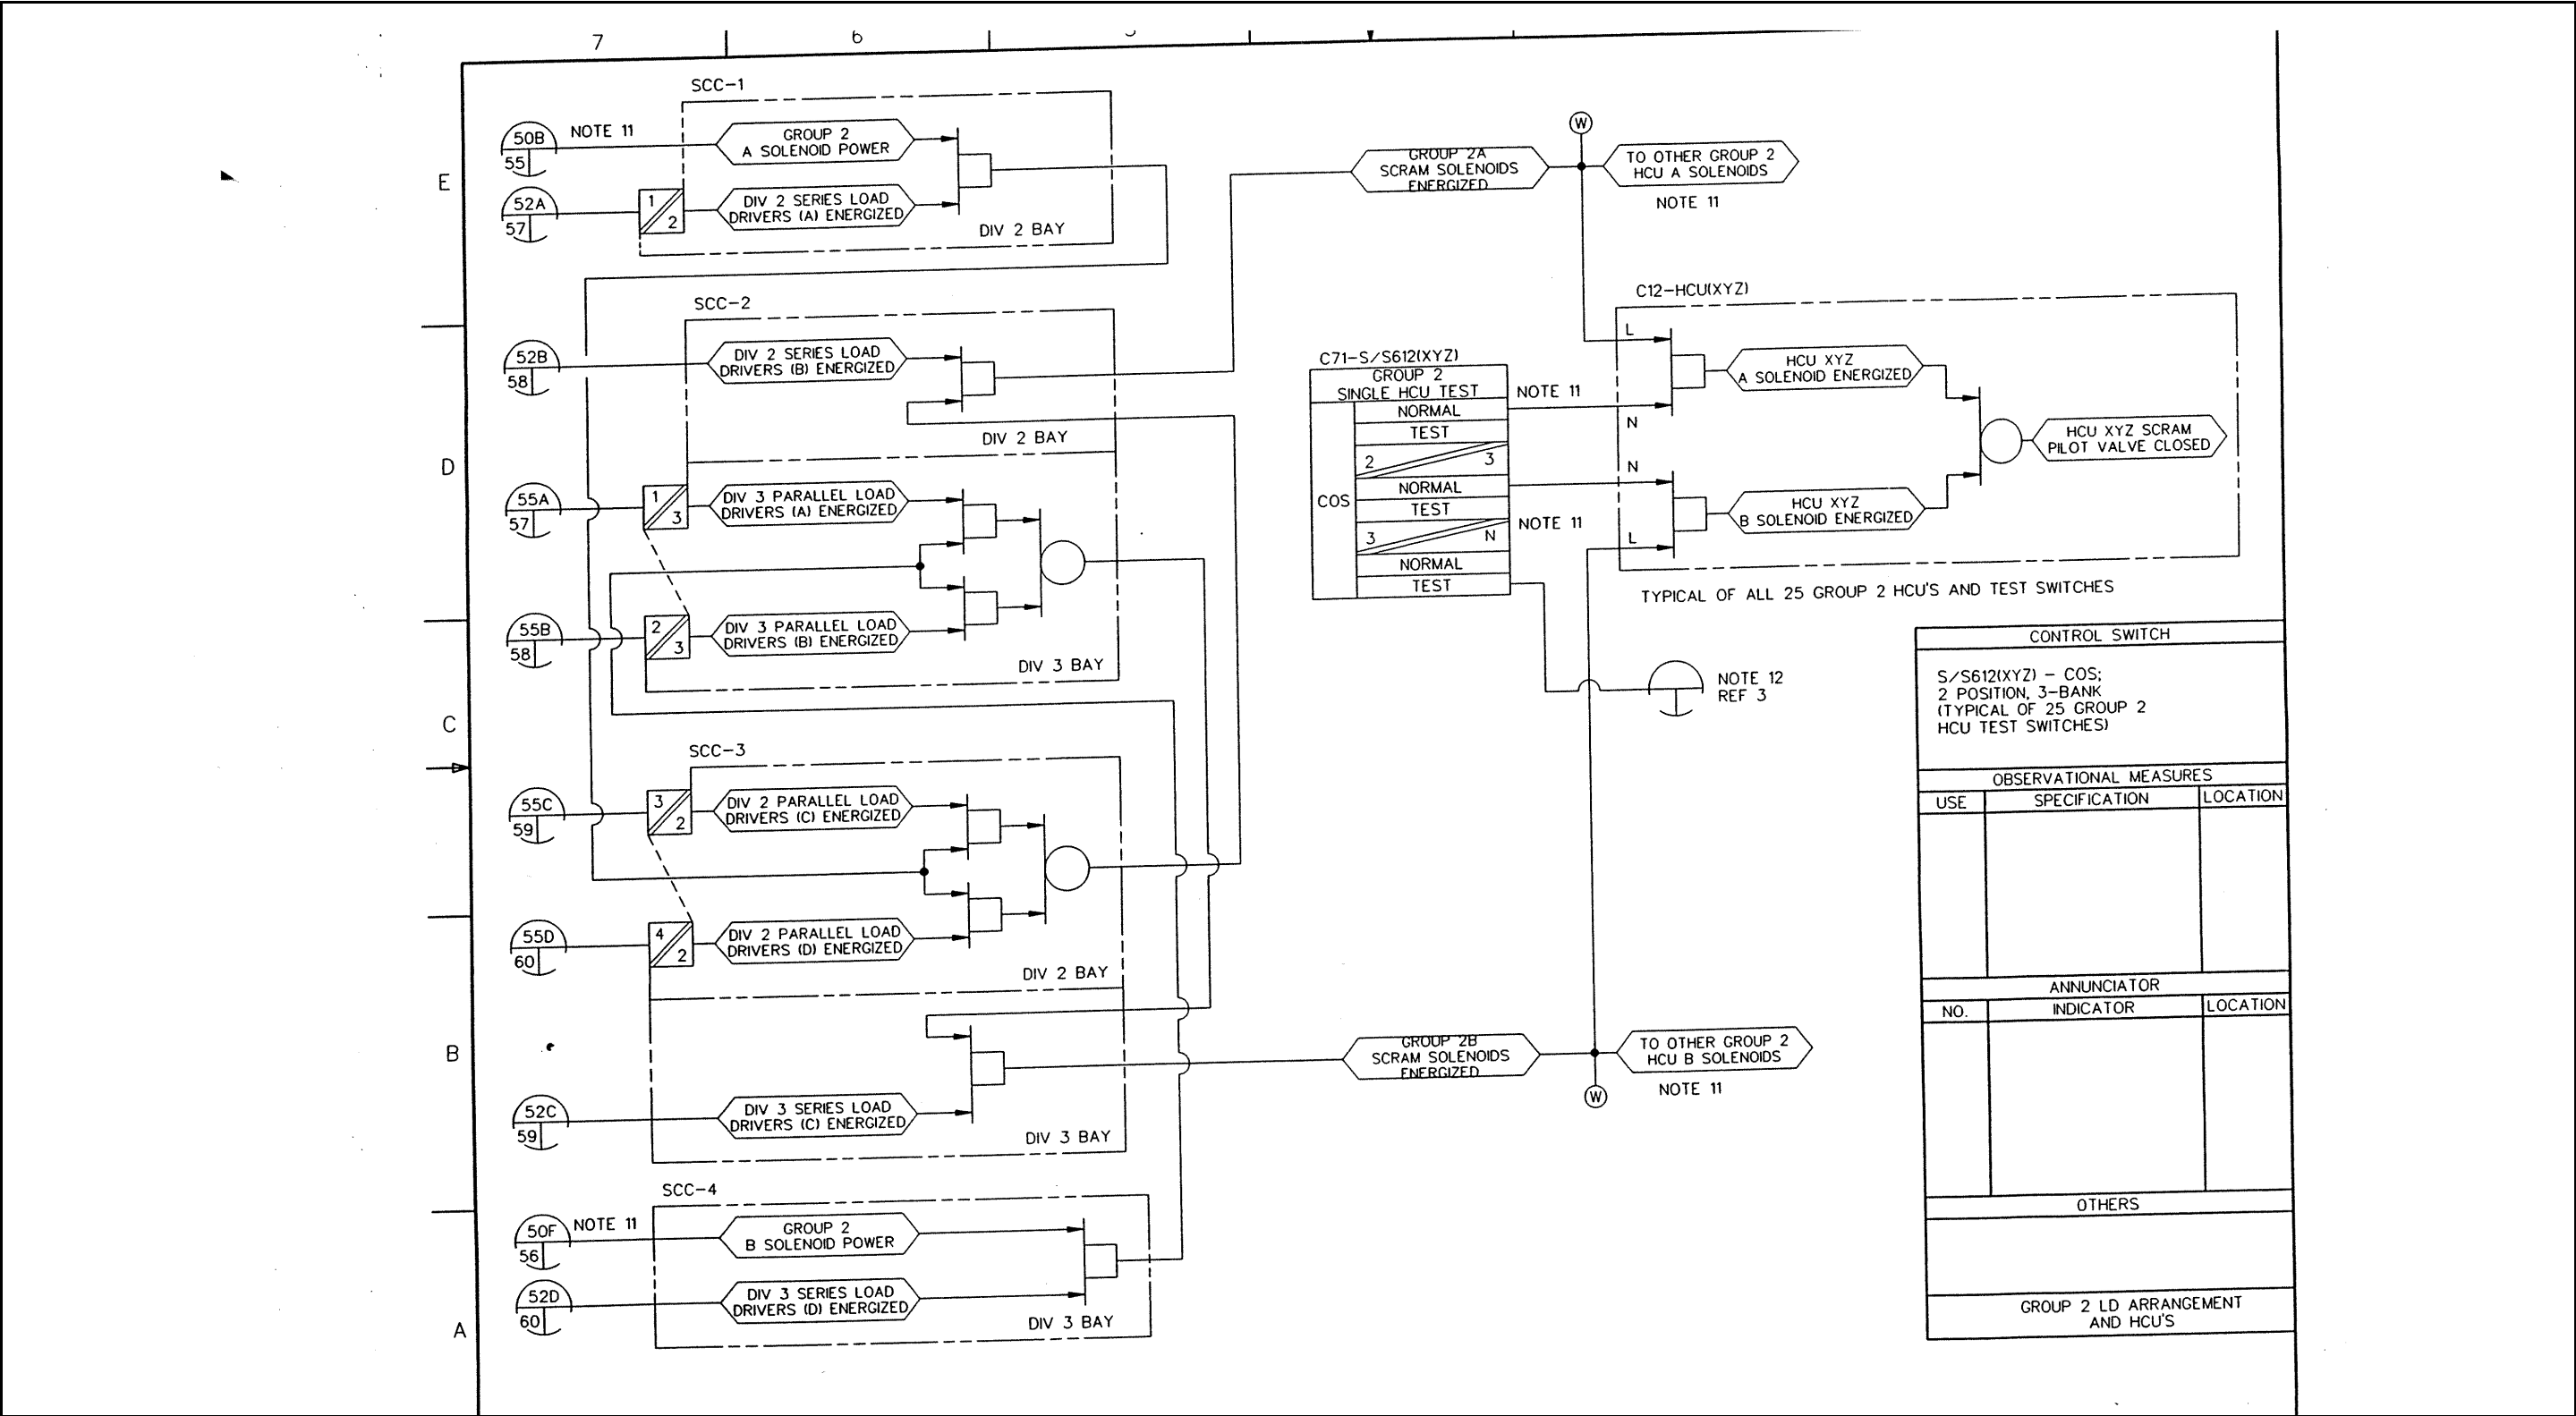 7
6
SCC-1
50B
55
NOTE 11
GROUP 2
A SOLENOID POWER
E
52A
57
1
2
DIV 2 SERIES LOAD
DRIVERS (A) ENERGIZED
DIV 2 BAY
W
GROUP 2A
SCRAM SOLENOIDS
ENERGIZED
TO OTHER GROUP 2
HCU A SOLENOIDS
NOTE 11
SCC-2
52B
58
DIV 2 SERIES LOAD
DRIVERS (B) ENERGIZED
DIV 2 BAY
D
55A
57
1
3
DIV 3 PARALLEL LOAD
DRIVERS (A) ENERGIZED
55B
58
2
3
DIV 3 PARALLEL LOAD
DRIVERS (B) ENERGIZED
DIV 3 BAY
C71-S/S612(XYZ)
GROUP 2
SINGLE HCU TEST
COS
NORMAL
TEST
2
3
NORMAL
TEST
3
N
NORMAL
TEST
NOTE 11
NOTE 11
C12-HCU(XYZ)
L
N
HCU XYZ
A SOLENOID ENERGIZED
N
L
HCU XYZ
B SOLENOID ENERGIZED
HCU XYZ SCRAM
PILOT VALVE CLOSED
TYPICAL OF ALL 25 GROUP 2 HCU'S AND TEST SWITCHES
NOTE 12
REF 3
C
SCC-3
55C
59
3
2
DIV 2 PARALLEL LOAD
DRIVERS (C) ENERGIZED
55D
60
4
2
DIV 2 PARALLEL LOAD
DRIVERS (D) ENERGIZED
DIV 2 BAY
B
52C
59
DIV 3 SERIES LOAD
DRIVERS (C) ENERGIZED
DIV 3 BAY
GROUP 2B
SCRAM SOLENOIDS
ENERGIZED
TO OTHER GROUP 2
HCU B SOLENOIDS
NOTE 11
W
SCC-4
50F
56
NOTE 11
GROUP 2
B SOLENOID POWER
52D
60
DIV 3 SERIES LOAD
DRIVERS (D) ENERGIZED
DIV 3 BAY
A
CONTROL SWITCH
S/S612(XYZ) - COS;
2 POSITION, 3-BANK
(TYPICAL OF 25 GROUP 2
HCU TEST SWITCHES)
OBSERVATIONAL MEASURES
USE SPECIFICATION LOCATION
ANNUNCIATOR
NO. INDICATOR LOCATION
OTHERS
GROUP 2 LD ARRANGEMENT
AND HCU'S